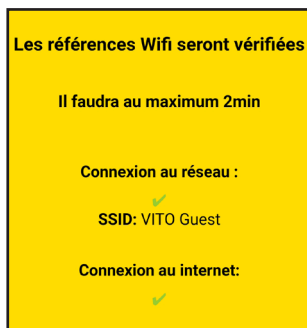 Les références Wifi seront vérifiées
Il faudra au maximum 2min
Connexion au réseau :
✔
SSID: VITO Guest
Connexion au internet:
✔